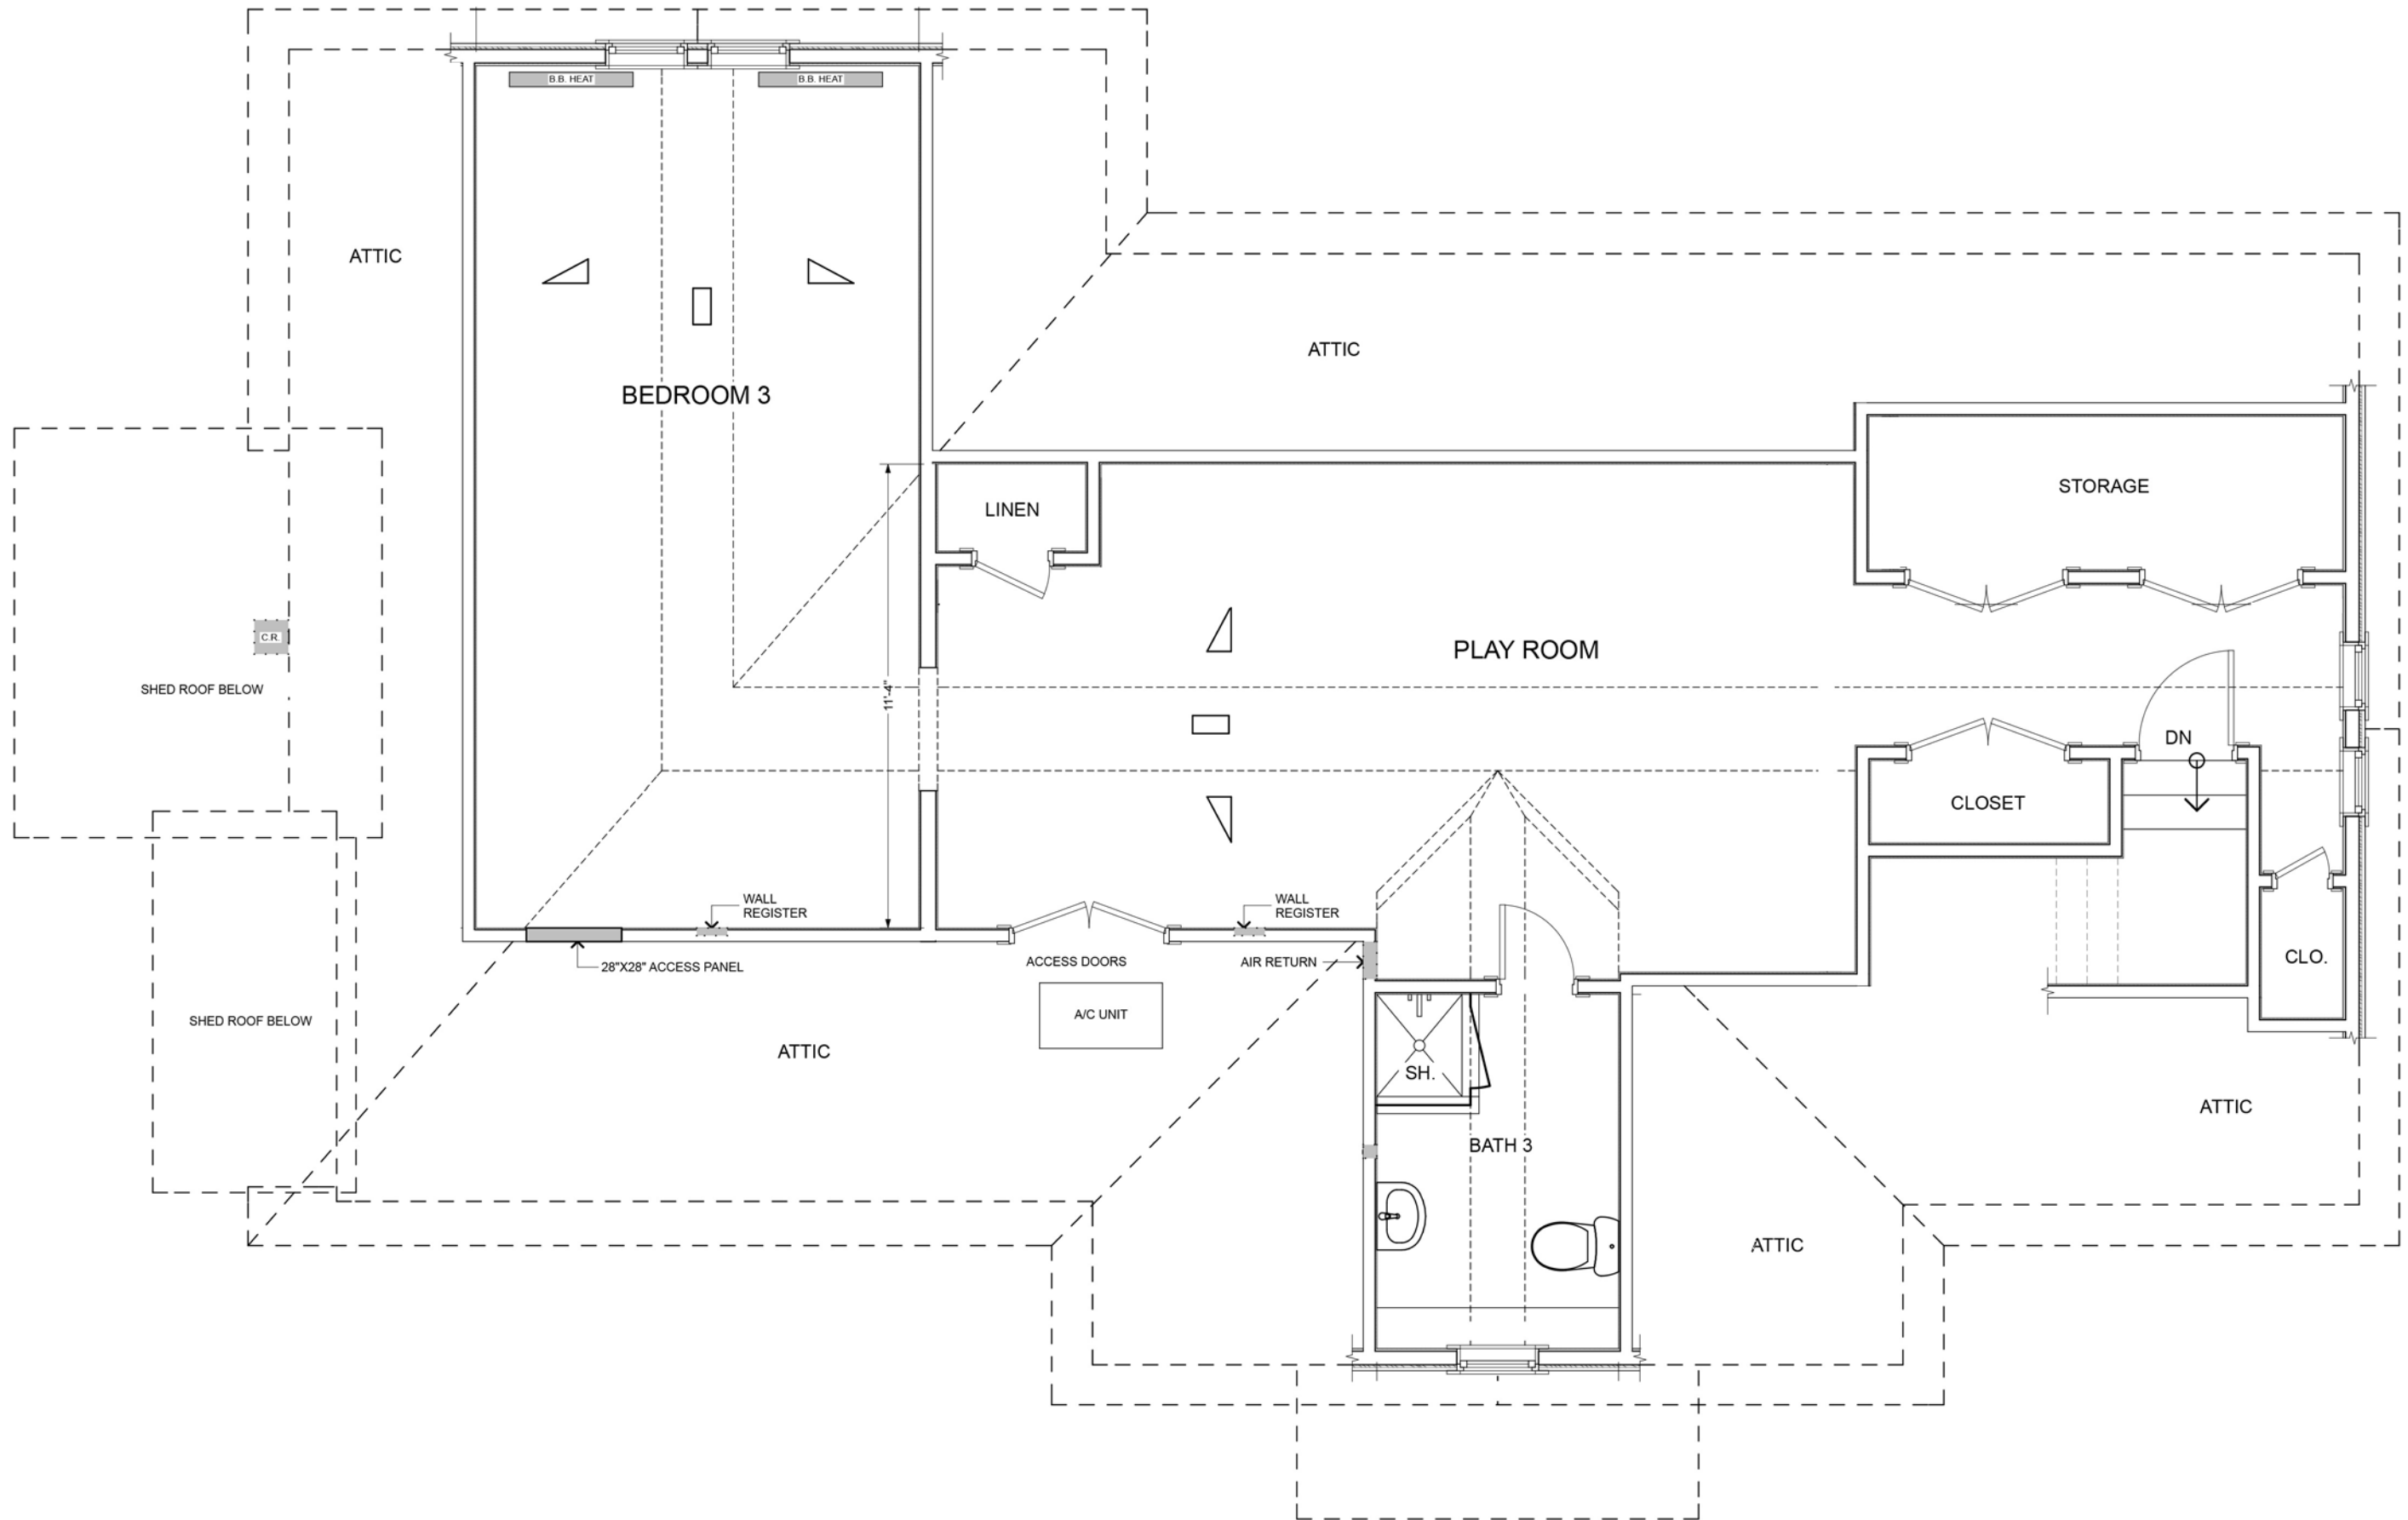 B.B. HEAT
B.B. HEAT
ATTIC
ATTIC
BEDROOM 3
STORAGE
LINEN
C.R.
PLAY ROOM
SHED ROOF BELOW
11'-4"
DN
CLOSET
WALL
REGISTER
WALL
REGISTER
28"X28" ACCESS PANEL
ACCESS DOORS
AIR RETURN
CLO.
A/C UNIT
SHED ROOF BELOW
ATTIC
SH.
ATTIC
BATH 3
ATTIC